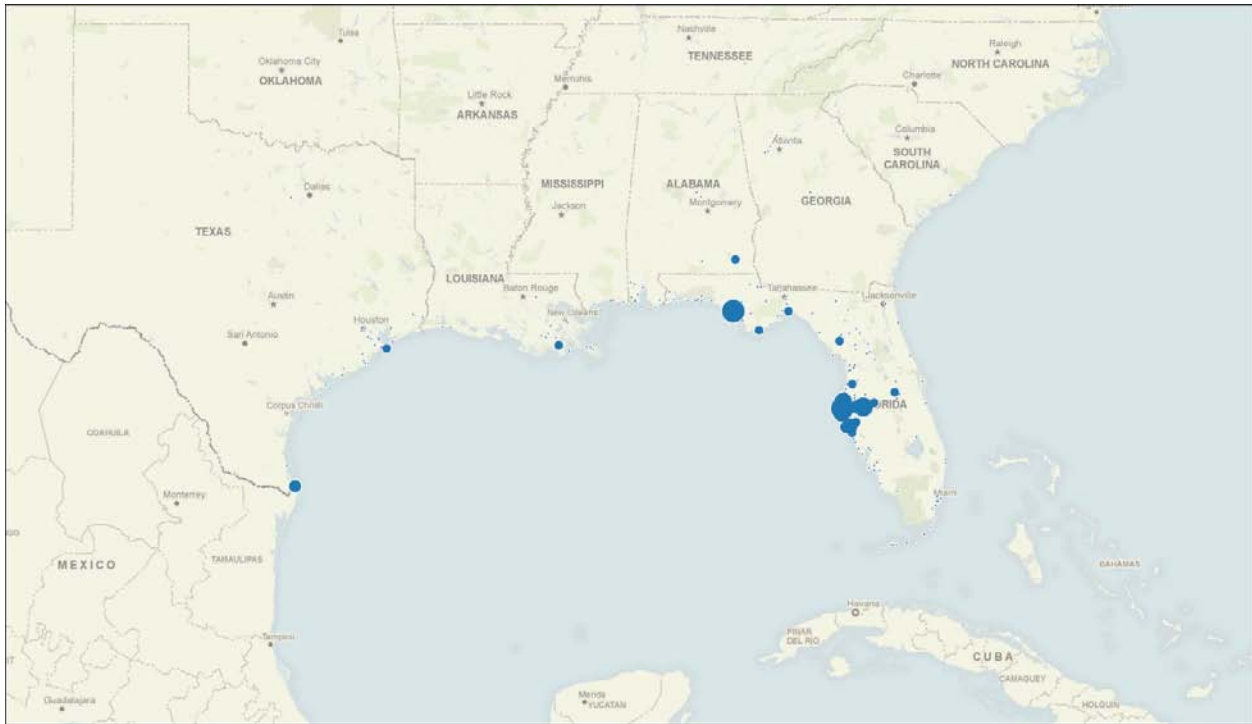 Nashville
Tulsa
TENNESSEE
Raleigh
NORTH CAROLINA
Oklahoma City
OKLAHOMA
Memphis
Charlotte
Little Rock
ARKANSAS
Columbia
SOUTH
CAROLINA
Atlanta
MISSISSIPPI
ALABAMA
Dallas
Jackson
Montgomery
GEORGIA
TEXAS
LOUISIANA
Baton Rouge
Tallahassee
Jacksonville
Austin
New Orleans
Houston
San Antonio
Corpus Christi
ORIDA
COAHUILA
Monterrey
Miami
MEXICO
TAMAULIPAS
BAHAMAS
Havana
PINAR
DEL RIO
Tampico
CUBA
CAMAGUEY
Merida
YUCATAN
Guadalajara
HOLGUIN